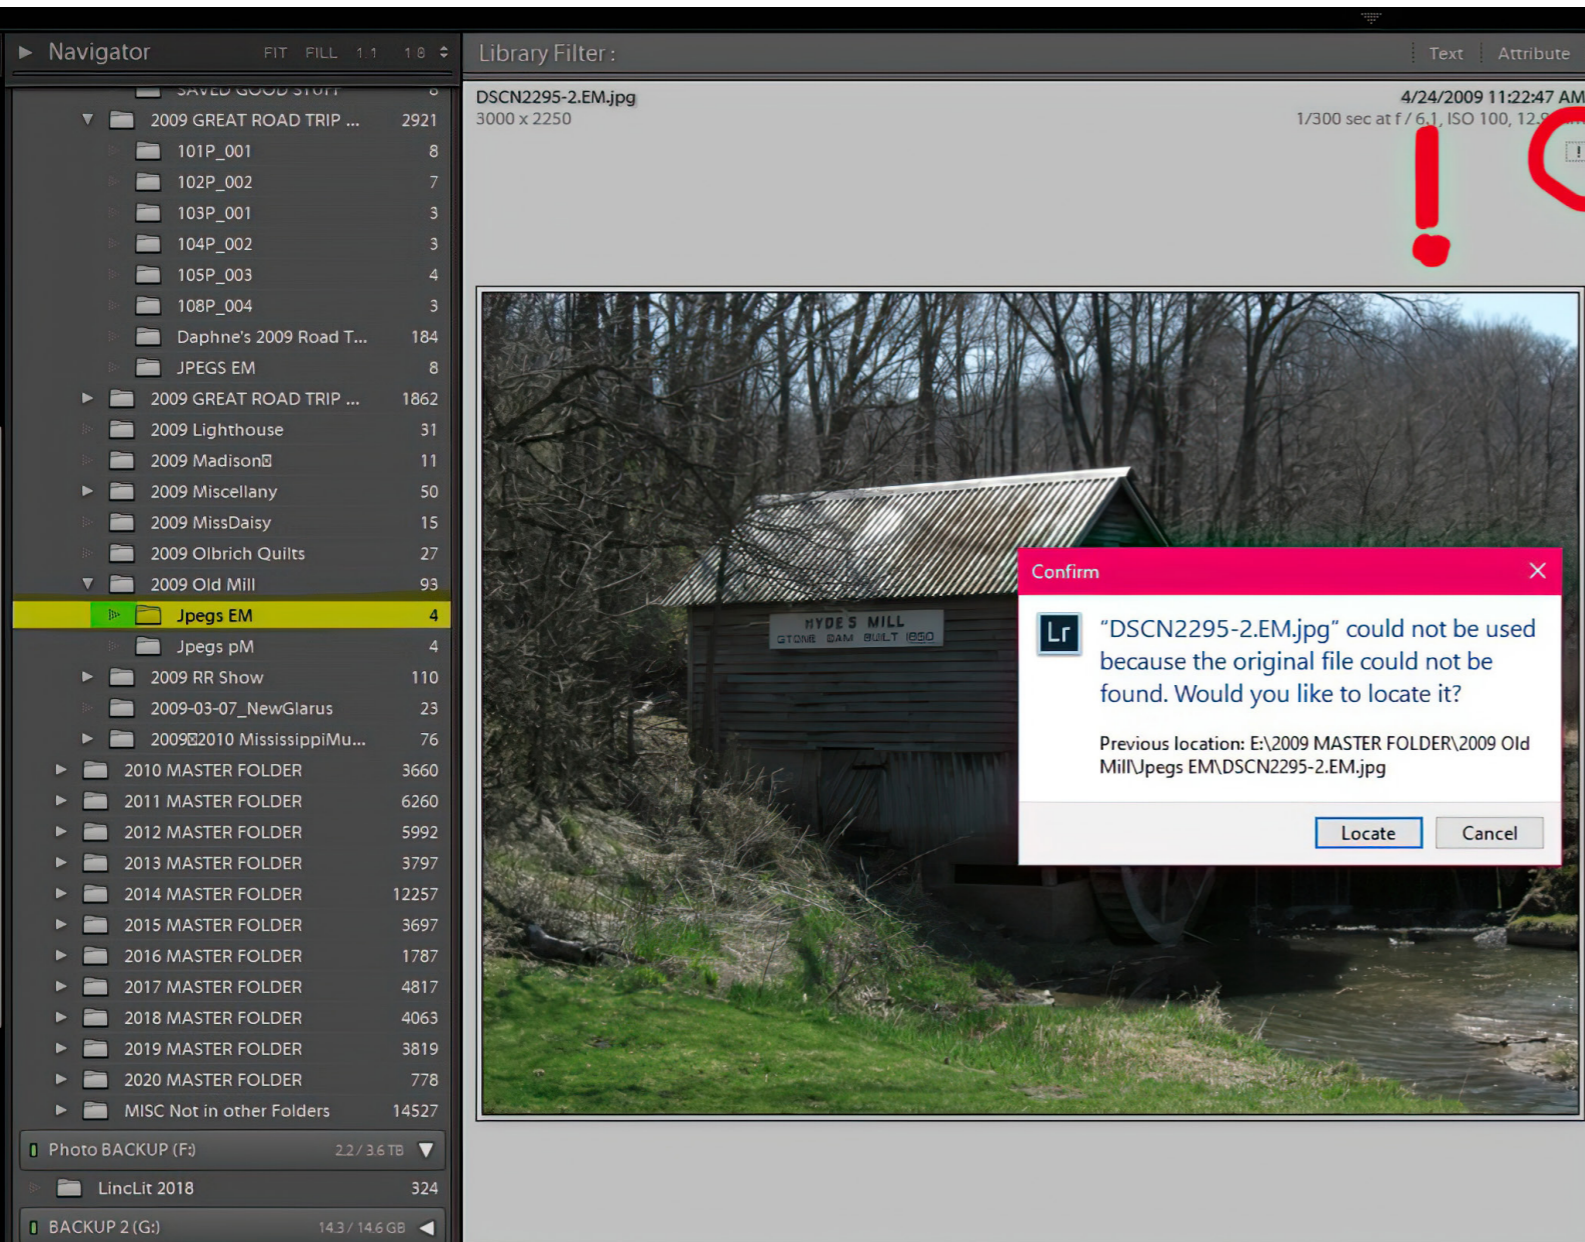 Navigator FIT FILL 1:1 1:8
SAVED GOOD STUFF 8
2009 GREAT ROAD TRIP ... 2921
101P_001 8
102P_002 7
103P_001 3
104P_002 3
105P_003 4
108P_004 3
Daphne's 2009 Road T... 184
JPEGS EM 8
2009 GREAT ROAD TRIP ... 1862
2009 Lighthouse 31
2009 Madison 11
2009 Miscellany 50
2009 MissDaisy 15
2009 Olbrich Quilts 27
2009 Old Mill 93
Jpegs EM 4
Jpegs pM 4
2009 RR Show 110
2009-03-07_NewGlarus 23
2009 2010 MississippiMu... 76
2010 MASTER FOLDER 3660
2011 MASTER FOLDER 6260
2012 MASTER FOLDER 5992
2013 MASTER FOLDER 3797
2014 MASTER FOLDER 12257
2015 MASTER FOLDER 3697
2016 MASTER FOLDER 1787
2017 MASTER FOLDER 4817
2018 MASTER FOLDER 4063
2019 MASTER FOLDER 3819
2020 MASTER FOLDER 778
MISC Not in other Folders 14527
Photo BACKUP (F:) 2.2 / 3.6 TB
LincLit 2018 324
BACKUP 2 (G:) 14.3 / 14.6 GB
Library Filter : Text Attribute
DSCN2295-2.EM.jpg 4/24/2009 11:22:47 AM
3000 x 2250 1/300 sec at f / 6.1, ISO 100,
!
!
HYDES MILL
STONE DAM BUILT 1850
Confirm
Lr
"DSCN2295-2.EM.jpg" could not be used
because the original file could not be
found. Would you like to locate it?
Previous location: E:\2009 MASTER FOLDER\2009 Old
Mill\Jpegs EM\DSCN2295-2.EM.jpg
Locate Cancel